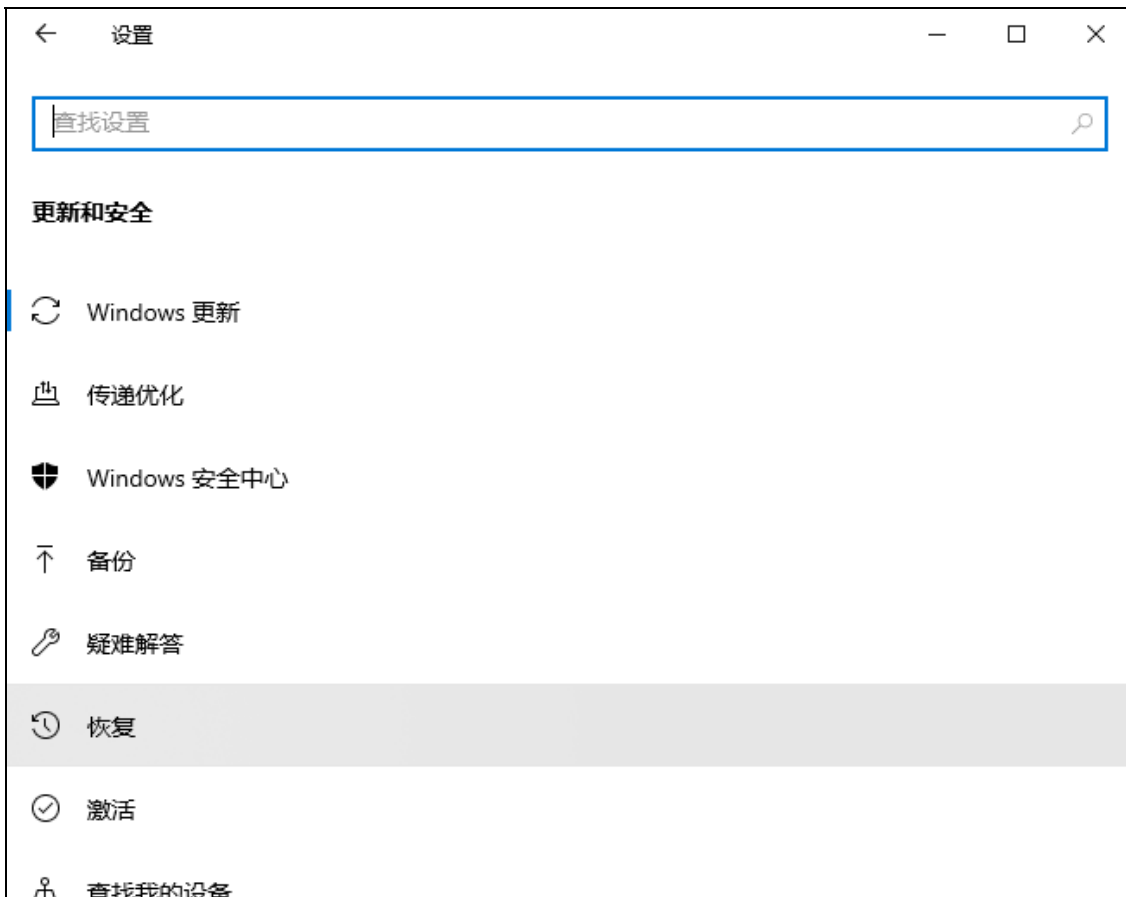 设置
查找设置
更新和安全
Windows 更新
传递优化
Windows 安全中心
备份
疑难解答
恢复
激活
查找我的设备